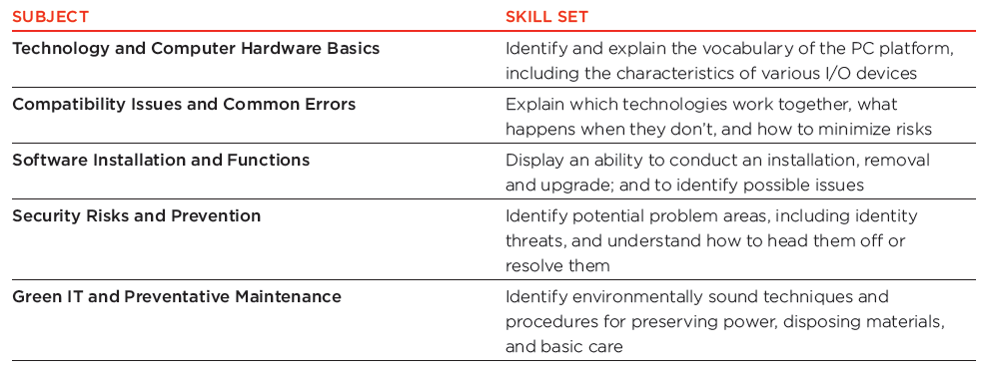 SUBJECT SKILL SET
Technology and Computer Hardware Basics Identify and explain the vocabulary of the PC platform,
including the characteristics of various I/O devices
Compatibility Issues and Common Errors Explain which technologies work together, what
happens when they don’t, and how to minimize risks
Software Installation and Functions Display an ability to conduct an installation, removal
and upgrade; and to identify possible issues
Security Risks and Prevention Identify potential problem areas, including identity
threats, and understand how to head them off or
resolve them
Green IT and Preventative Maintenance Identify environmentally sound techniques and
procedures for preserving power, disposing materials,
and basic care